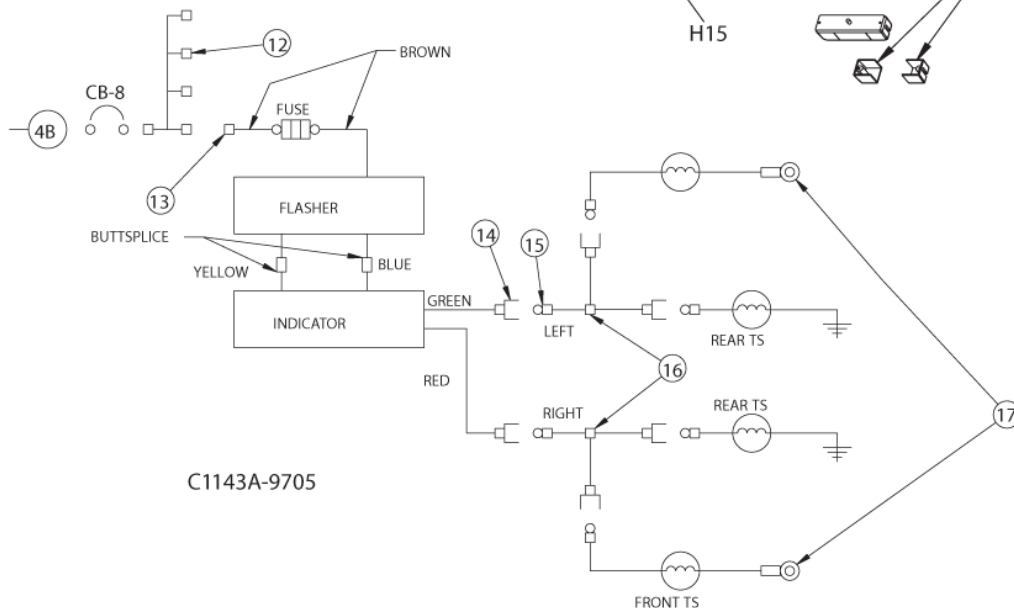 H15
12
BROWN
CB-8
FUSE
4B
13
FLASHER
BUTTSPLICE
14
15
YELLOW
BLUE
GREEN
INDICATOR
LEFT
REAR TS
16
RED
RIGHT
REAR TS
17
C1143A-9705
FRONT TS